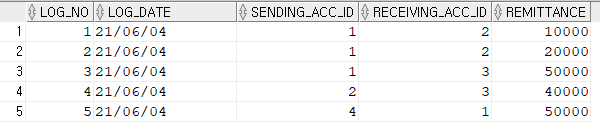 LOG_NO LOG_DATE SENDING_ACC_ID RECEIVING_ACC_ID REMITTANCE
1 1 21/06/04 1 2 10000
2 2 21/06/04 1 2 20000
3 3 21/06/04 1 3 50000
4 4 21/06/04 2 3 40000
5 5 21/06/04 4 1 50000